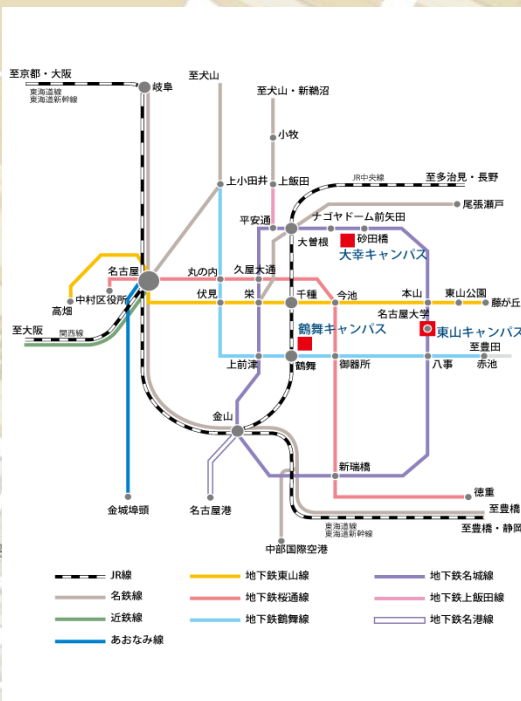 至京都・大阪
東海道線
東海道新幹線
岐阜
至犬山
至犬山・新鵜沼
小牧
上小田井
上飯田
JR中央線
至多治見・長野
尾張瀬戸
平安通
ナゴヤドーム前矢田
大曽根
砂田橋
大幸キャンパス
名古屋
中村区役所
高畑
丸の内
久屋大通
伏見
栄
千種
今池
本山
東山公園
藤が丘
名古屋大学
東山キャンパス
至大阪
関西線
鶴舞キャンパス
上前津
鶴舞
御器所
八事
至豊田
赤池
金山
新瑞橋
金城埠頭
名古屋港
徳重
至豊橋
至豊橋・静岡
東海道線
東海道新幹線
中部国際空港
JR線
名鉄線
近鉄線
あおなみ線
地下鉄東山線
地下鉄桜通線
地下鉄鶴舞線
地下鉄名城線
地下鉄上飯田線
地下鉄名港線